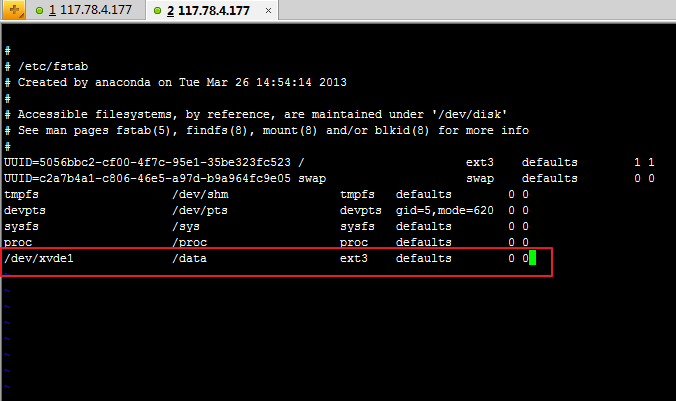 1 117.78.4.177 2 117.78.4.177 ×
#
# /etc/fstab
# Created by anaconda on Tue Mar 26 14:54:14 2013
#
# Accessible filesystems, by reference, are maintained under '/dev/disk'
# See man pages fstab(5), findfs(8), mount(8) and/or blkid(8) for more info
#
UUID=5056bbc2-cf00-4f7c-95e1-35be323fc523 / ext3 defaults 1 1
UUID=c2a7b4a1-c806-46e5-a97d-b9a964fc9e05 swap swap defaults 0 0
tmpfs /dev/shm tmpfs defaults 0 0
devpts /dev/pts devpts gid=5,mode=620 0 0
sysfs /sys sysfs defaults 0 0
proc /proc proc defaults 0 0
/dev/xvde1 /data ext3 defaults 0 0
~
~
~
~
~
~
~
~